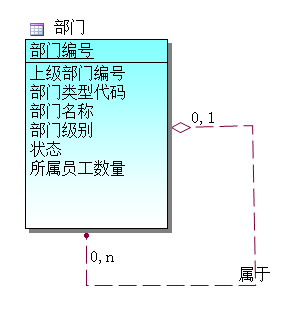 部门
部门编号
上级部门编号
部门类型代码
部门名称
部门级别
状态
所属员工数量
0,1
0,n
属于